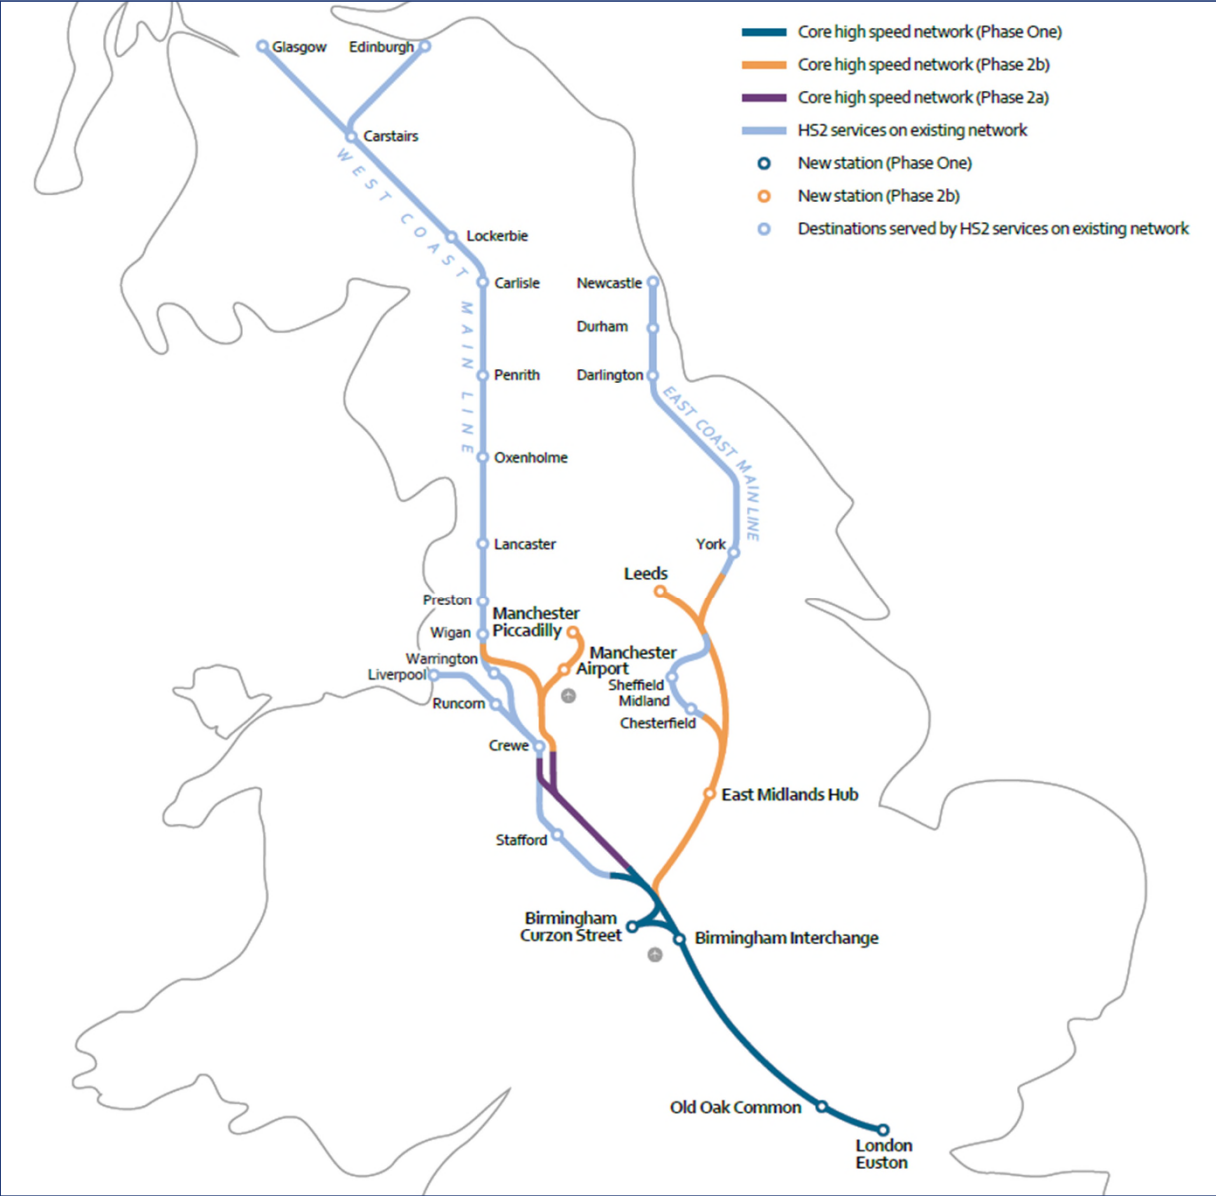 Core high speed network (Phase One)
Core high speed network (Phase 2b)
Core high speed network (Phase 2a)
HS2 services on existing network
New station (Phase One)
New station (Phase 2b)
Destinations served by HS2 services on existing network
Glasgow
Edinburgh
Carstairs
WEST COAST MAIN LINE
Lockerbie
Carlisle
Newcastle
Durham
Penrith
Darlington
EAST COAST MAIN LINE
Oxenholme
Lancaster
York
Leeds
Preston
Manchester
Piccadilly
Wigan
Manchester
Airport
Warrington
Liverpool
Sheffield
Midland
Runcorn
Chesterfield
Crewe
East Midlands Hub
Stafford
Birmingham
Curzon Street
Birmingham Interchange
Old Oak Common
London
Euston